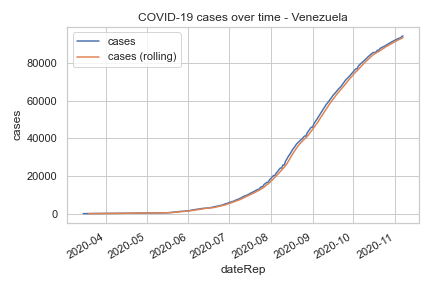 COVID-19 cases over time - Venezuela
cases
cases (rolling)
80000
60000
40000
20000
0
cases
2020-04
2020-05
2020-06
2020-07
2020-08
2020-09
2020-10
2020-11
dateRep